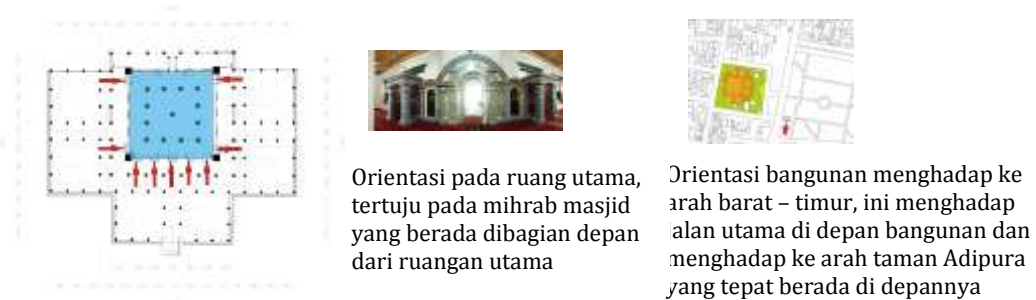 Orientasi pada ruang utama,
tertuju pada mihrab masjid
yang berada dibagian depan
dari ruangan utama
Orientasi bangunan menghadap ke
arah barat – timur, ini menghadap
jalan utama di depan bangunan dan
menghadap ke arah taman Adipura
yang tepat berada di depannya